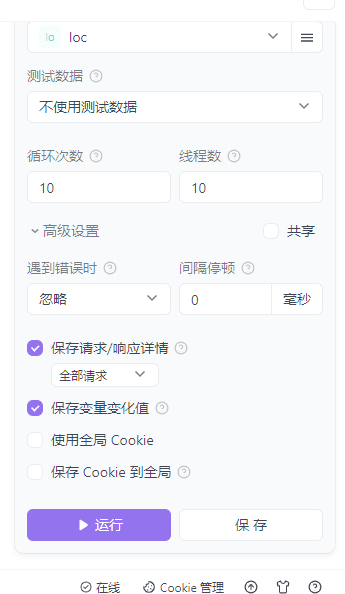 lo loc
测试数据
不使用测试数据
循环次数 线程数
10 10
高级设置 共享
遇到错误时 间隔停顿
忽略 0 毫秒
保存请求/响应详情
全部请求
保存变量变化值
使用全局 Cookie
保存 Cookie 到全局
运行 保 存
在线 Cookie 管理